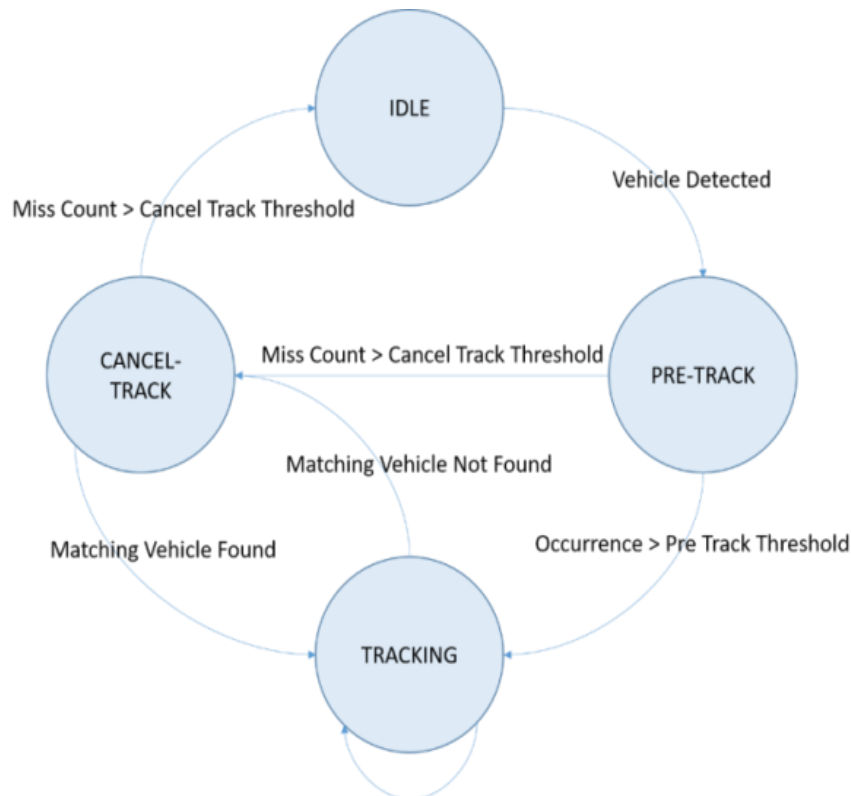 IDLE
Vehicle Detected
Miss Count > Cancel Track Threshold
Miss Count > Cancel Track Threshold
CANCEL-
TRACK
PRE-TRACK
Matching Vehicle Not Found
Occurrence > Pre Track Threshold
Matching Vehicle Found
TRACKING